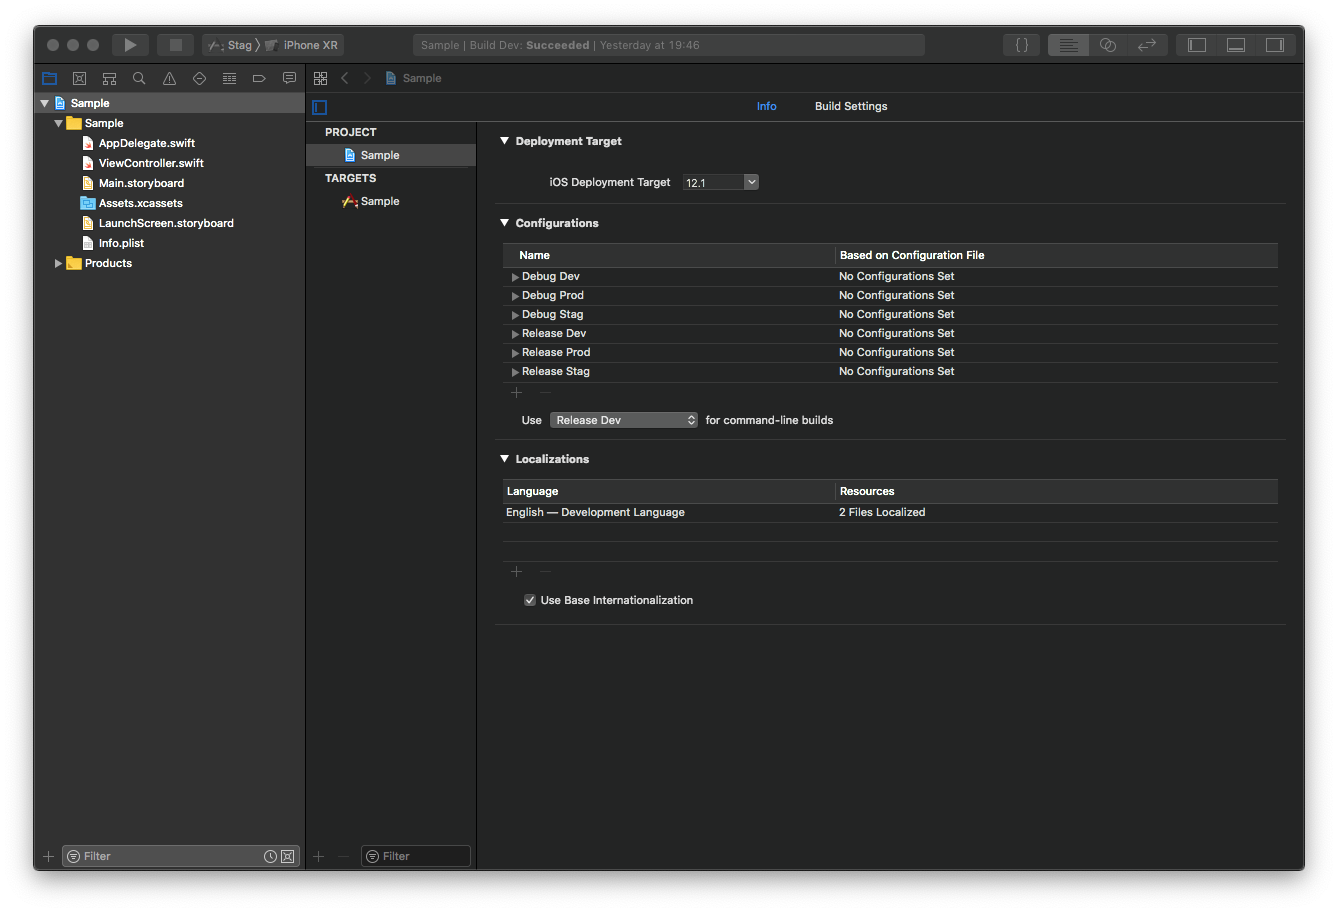 Stag
iPhone XR
Sample | Build Dev: Succeeded | Yesterday at 19:46
{ }
Sample
Sample
Sample
AppDelegate.swift
ViewController.swift
Main.storyboard
Assets.xcassets
LaunchScreen.storyboard
Info.plist
Products
Filter
Info
Build Settings
PROJECT
Sample
TARGETS
Sample
Filter
Deployment Target
iOS Deployment Target 12.1
Configurations
Name Based on Configuration File
Debug Dev No Configurations Set
Debug Prod No Configurations Set
Debug Stag No Configurations Set
Release Dev No Configurations Set
Release Prod No Configurations Set
Release Stag No Configurations Set
Use Release Dev for command-line builds
Localizations
Language Resources
English — Development Language 2 Files Localized
Use Base Internationalization